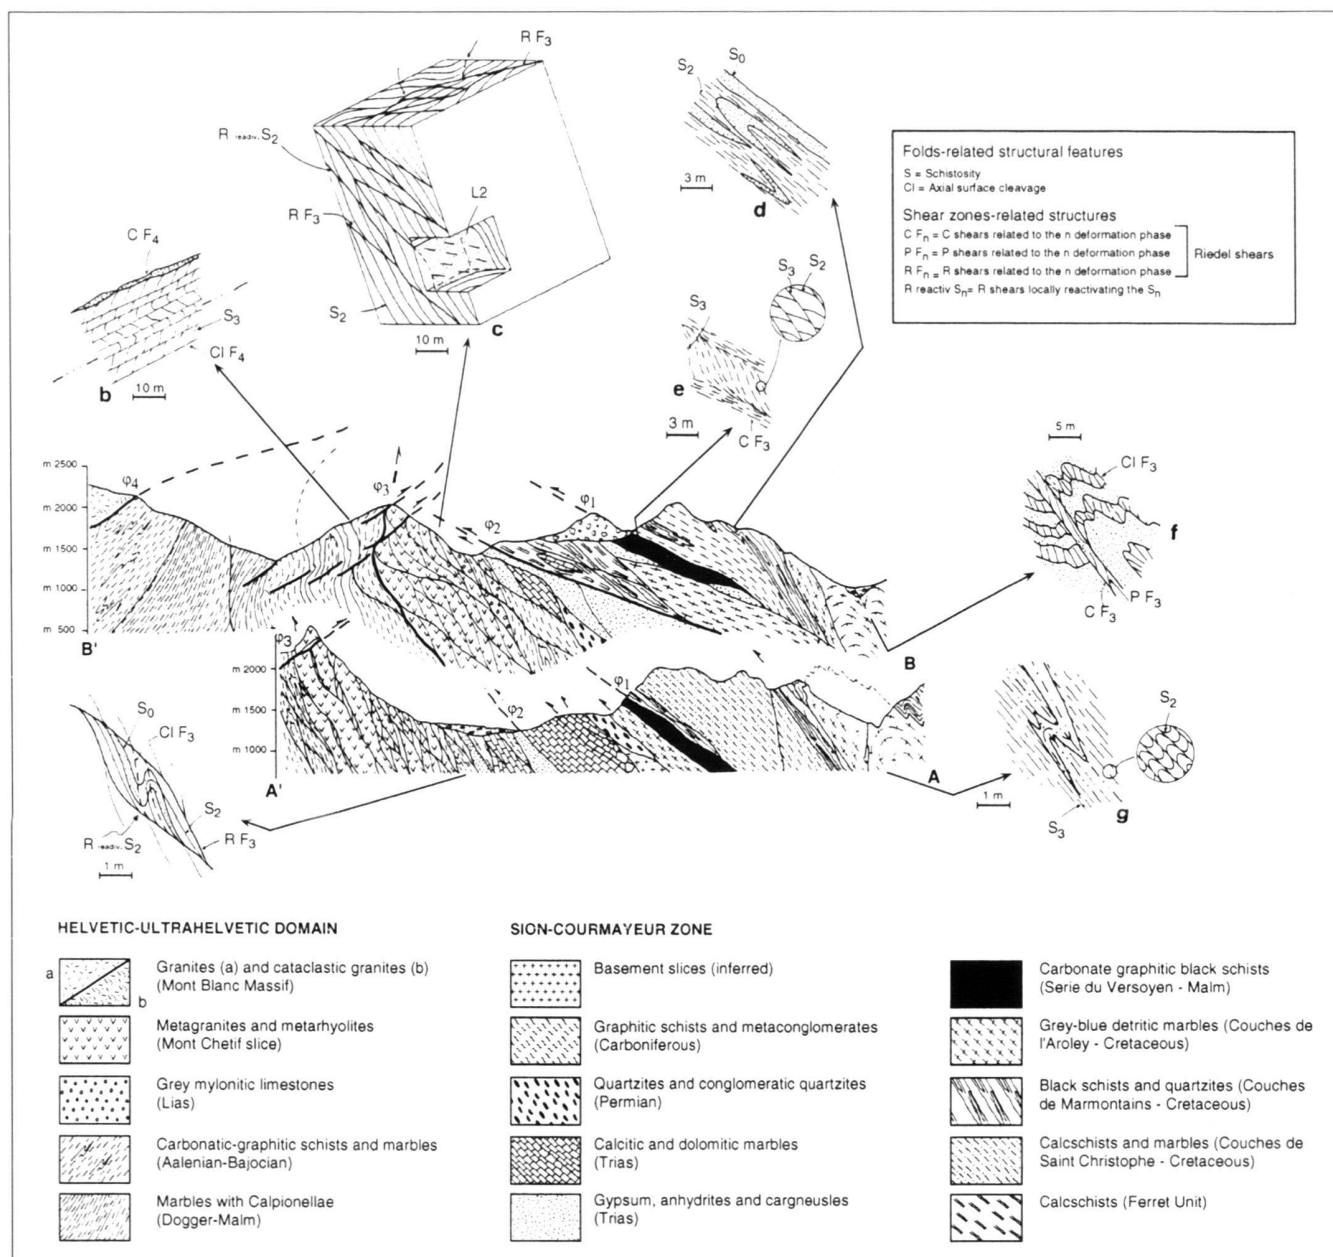 R F3
S0
S2
R readiv. S2
R F3
L2
S2
c
10 m
3 m
d
Folds-related structural features
S = Schistosity
Cl = Axial surface cleavage
Shear zones-related structures
C Fn = C shears related to the n deformation phase
P Fn = P shears related to the n deformation phase
R Fn = R shears related to the n deformation phase
Riedel shears
R reactiv Sn= R shears locally reactivating the Sn
C F4
S3
Cl F4
b
10 m
S3
S2
S3
e
3 m
C F3
5 m
Cl F3
f
C F3
P F3
m 2500
m 2000
m 1500
m 1000
m 500
φ4
φ3
φ2
φ1
B'
B
φ3
φ2
φ1
m 2000
m 1500
m 1000
A'
A
S0
Cl F3
S2
R readiv. S2
R F3
1 m
S2
1 m
S3
g
HELVETIC-ULTRAHELVETIC DOMAIN
a
b
Granites (a) and cataclastic granites (b)
(Mont Blanc Massif)
Metagranites and metarhyolites
(Mont Chetif slice)
Grey mylonitic limestones
(Lias)
Carbonatic-graphitic schists and marbles
(Aalenian-Bajocian)
Marbles with Calpionellae
(Dogger-Malm)
SION-COURMAYEUR ZONE
Basement slices (inferred)
Graphitic schists and metaconglomerates
(Carboniferous)
Quartzites and conglomeratic quartzites
(Permian)
Calcitic and dolomitic marbles
(Trias)
Gypsum, anhydrites and cargneusles
(Trias)
Carbonate graphitic black schists
(Serie du Versoyen - Malm)
Grey-blue detritic marbles (Couches de
l'Aroley - Cretaceous)
Black schists and quartzites (Couches
de Marmontains - Cretaceous)
Calcschists and marbles (Couches de
Saint Christophe - Cretaceous)
Calcschists (Ferret Unit)